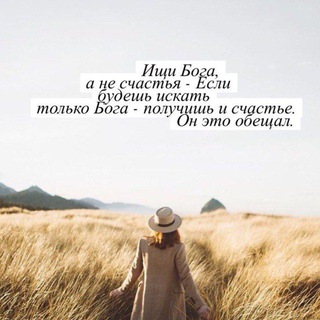 Ищи Бога,
а не счастья - Если
будешь искать
только Бога - получишь и счастье.
Он это обещал.